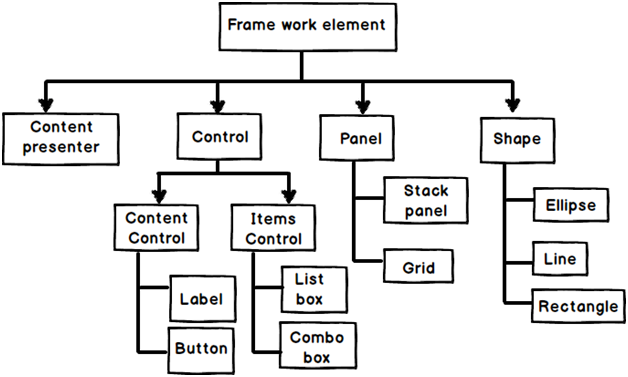 Frame work element
Content
presenter
Control
Panel
Shape
Content
Control
Items
Control
Stack
panel
Ellipse
Grid
Line
Label
List
box
Rectangle
Button
Combo
box